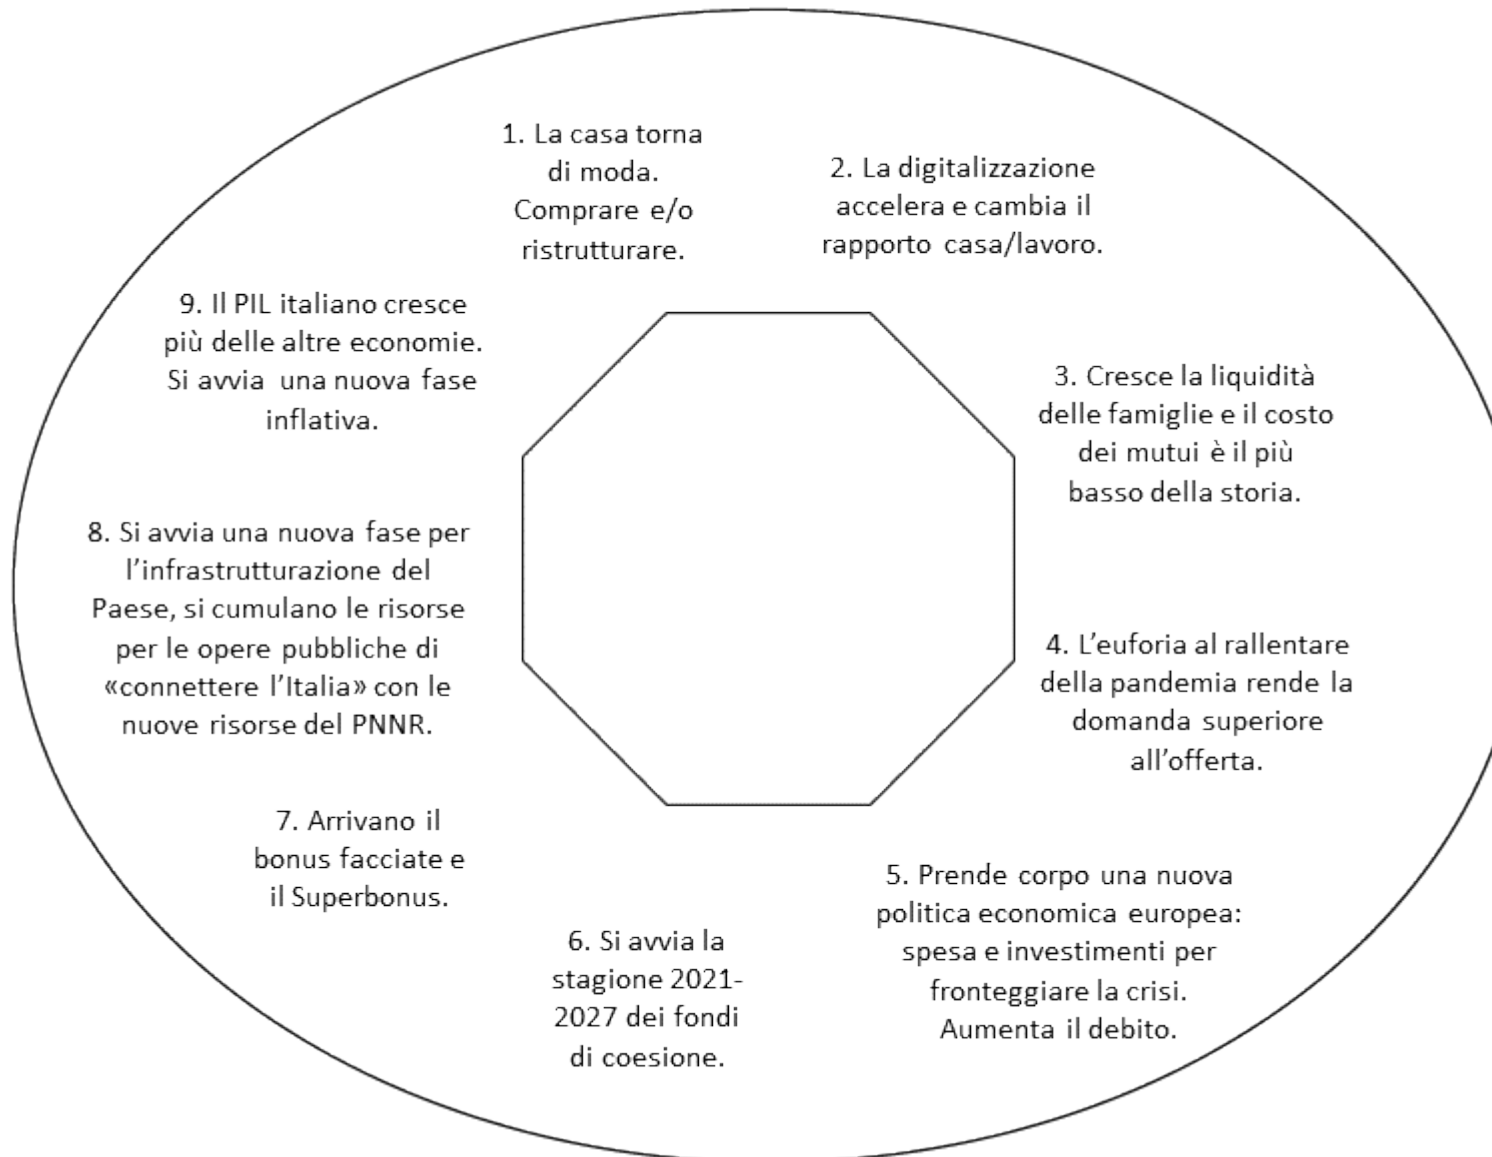 1. La casa torna
di moda.
Comprare e/o
ristrutturare.
2. La digitalizzazione
accelera e cambia il
rapporto casa/lavoro.
3. Cresce la liquidità
delle famiglie e il costo
dei mutui è il più
basso della storia.
4. L’euforia al rallentare
della pandemia rende la
domanda superiore
all’offerta.
5. Prende corpo una nuova
politica economica europea:
spesa e investimenti per
fronteggiare la crisi.
Aumenta il debito.
6. Si avvia la
stagione 2021-
2027 dei fondi
di coesione.
7. Arrivano il
bonus facciate e
il Superbonus.
8. Si avvia una nuova fase per
l’infrastrutturazione del
Paese, si cumulano le risorse
per le opere pubbliche di
«connettere l’Italia» con le
nuove risorse del PNNR.
9. Il PIL italiano cresce
più delle altre economie.
Si avvia una nuova fase
inflativa.